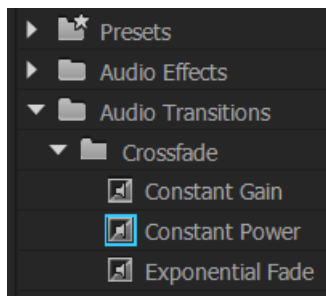 Presets
Audio Effects
Audio Transitions
Crossfade
Constant Gain
Constant Power
Exponential Fade